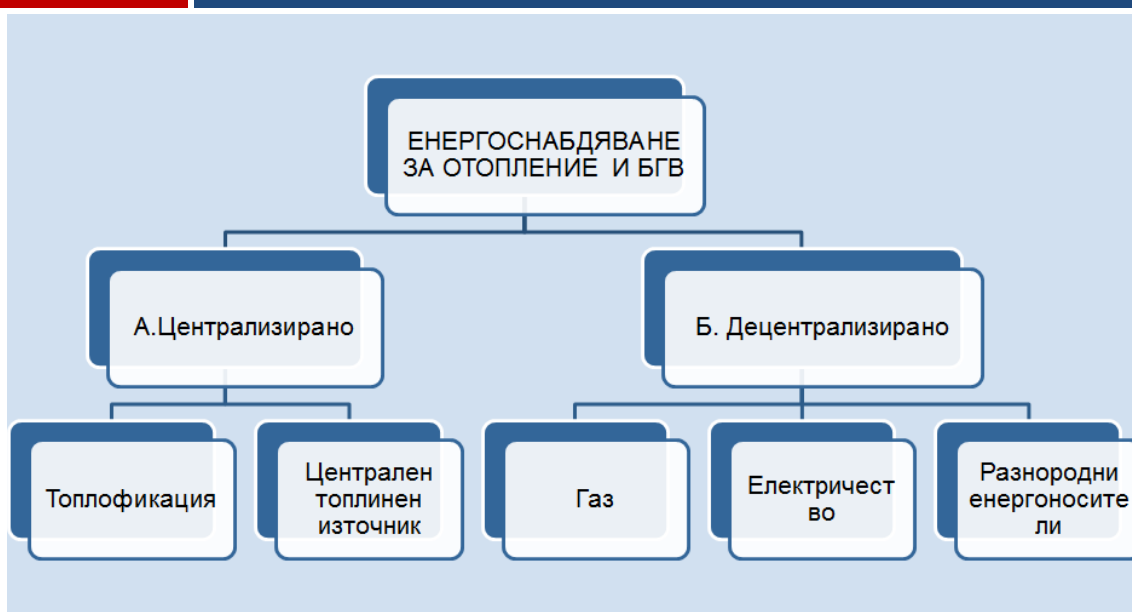 ЕНЕРГОСНАБДЯВАНЕ
ЗА ОТОПЛЕНИЕ И БГВ
А.Централизирано
Б. Децентрализирано
Топлофикация
Централен
топлинен
източник
Газ
Електричест
во
Разнородни
енергоносите
ли